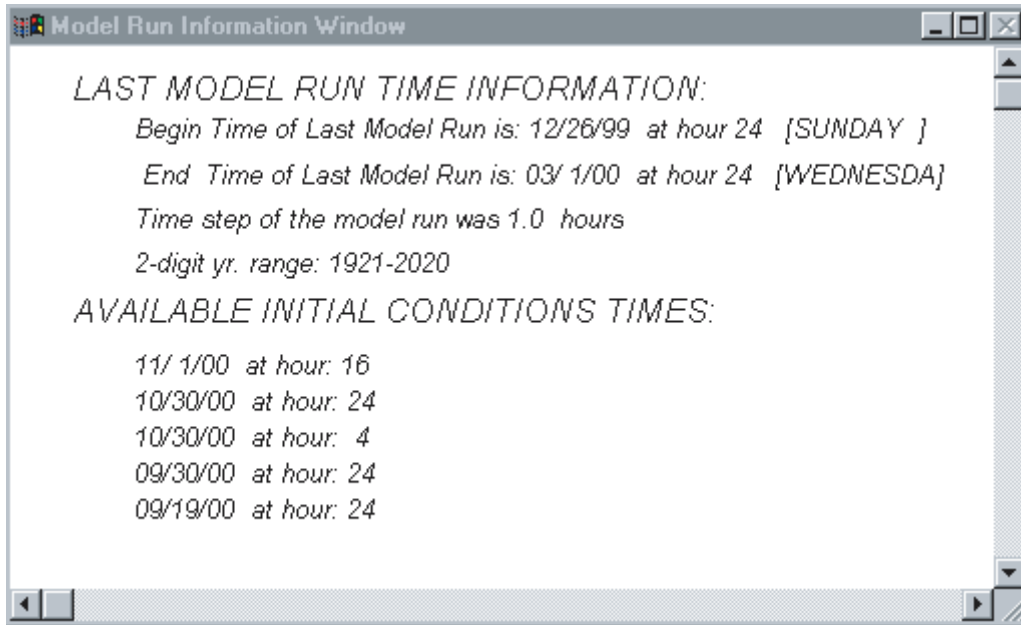 Model Run Information Window
LAST MODEL RUN TIME INFORMATION:
Begin Time of Last Model Run is: 12/26/99 at hour 24 [SUNDAY ]
End Time of Last Model Run is: 03/ 1/00 at hour 24 [WEDNESDA]
Time step of the model run was 1.0 hours
2-digit yr. range: 1921-2020
AVAILABLE INITIAL CONDITIONS TIMES:
11/ 1/00 at hour: 16
10/30/00 at hour: 24
10/30/00 at hour: 4
09/30/00 at hour: 24
09/19/00 at hour: 24